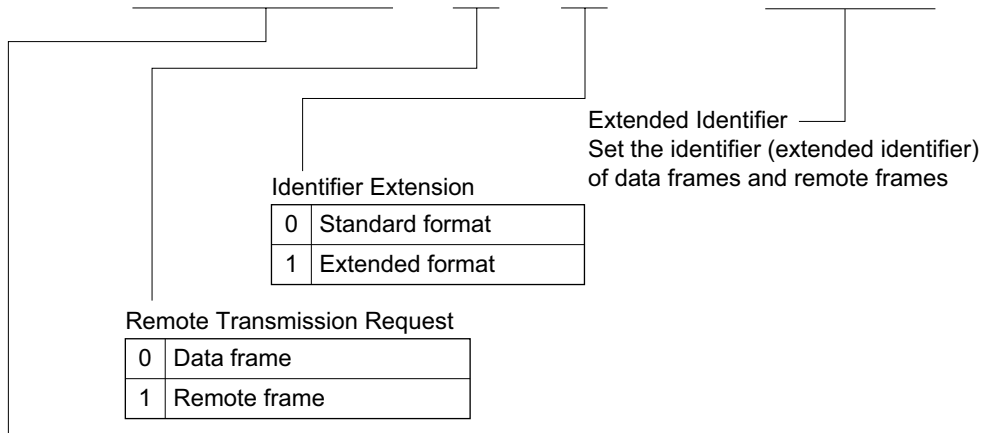 Extended Identifier
Set the identifier (extended identifier)
of data frames and remote frames
Identifier Extension
0 Standard format
1 Extended format
Remote Transmission Request
0 Data frame
1 Remote frame